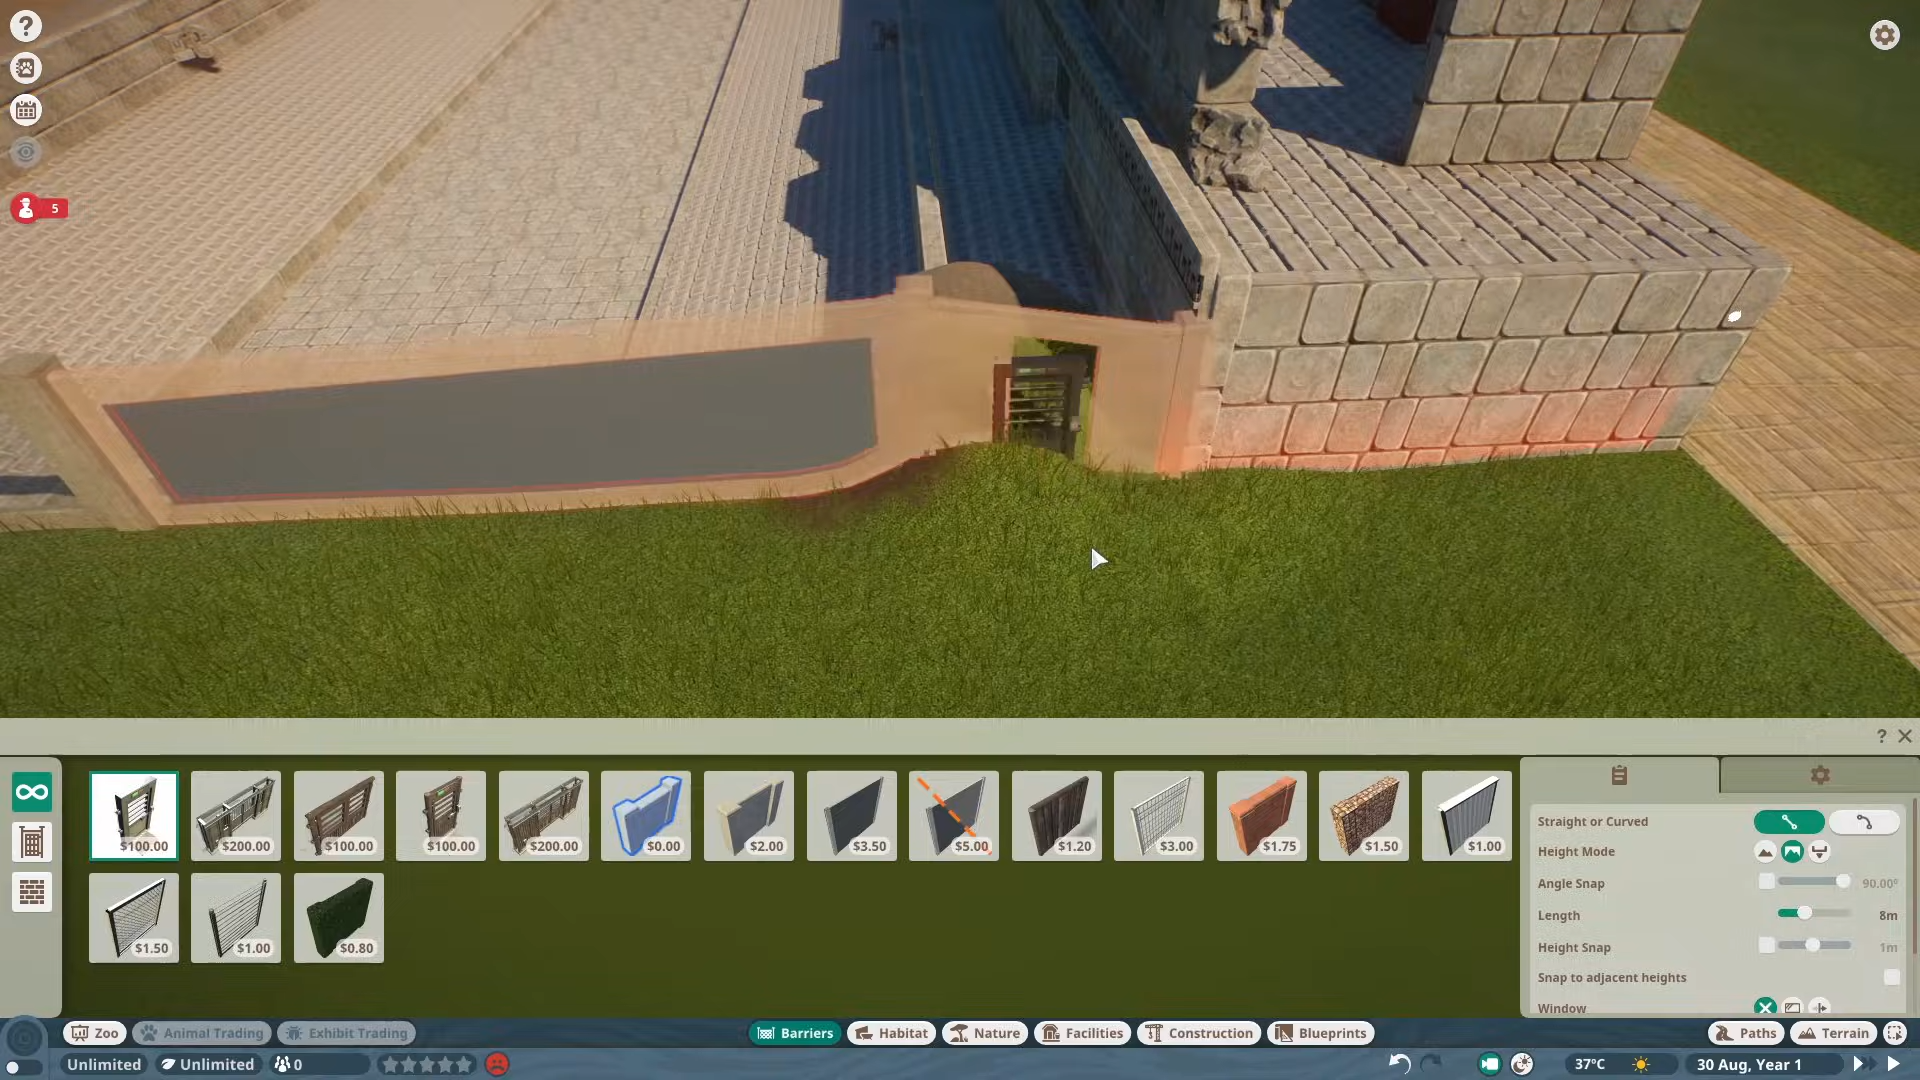 ?
5
? 
$100.00 $200.00 $100.00 $100.00 $200.00 $0.00 $2.00 $3.50 $5.00 $1.20 $3.00 $1.75 $1.50 $1.00
$1.50 $1.00 $0.80
Straight or Curved
Height Mode
Angle Snap 90.00°
Length 8m
Height Snap 1m
Snap to adjacent heights
Window
Zoo Animal Trading Exhibit Trading Barriers Habitat Nature Facilities Construction Blueprints Paths Terrain
Unlimited Unlimited 0 37°C 30 Aug, Year 1